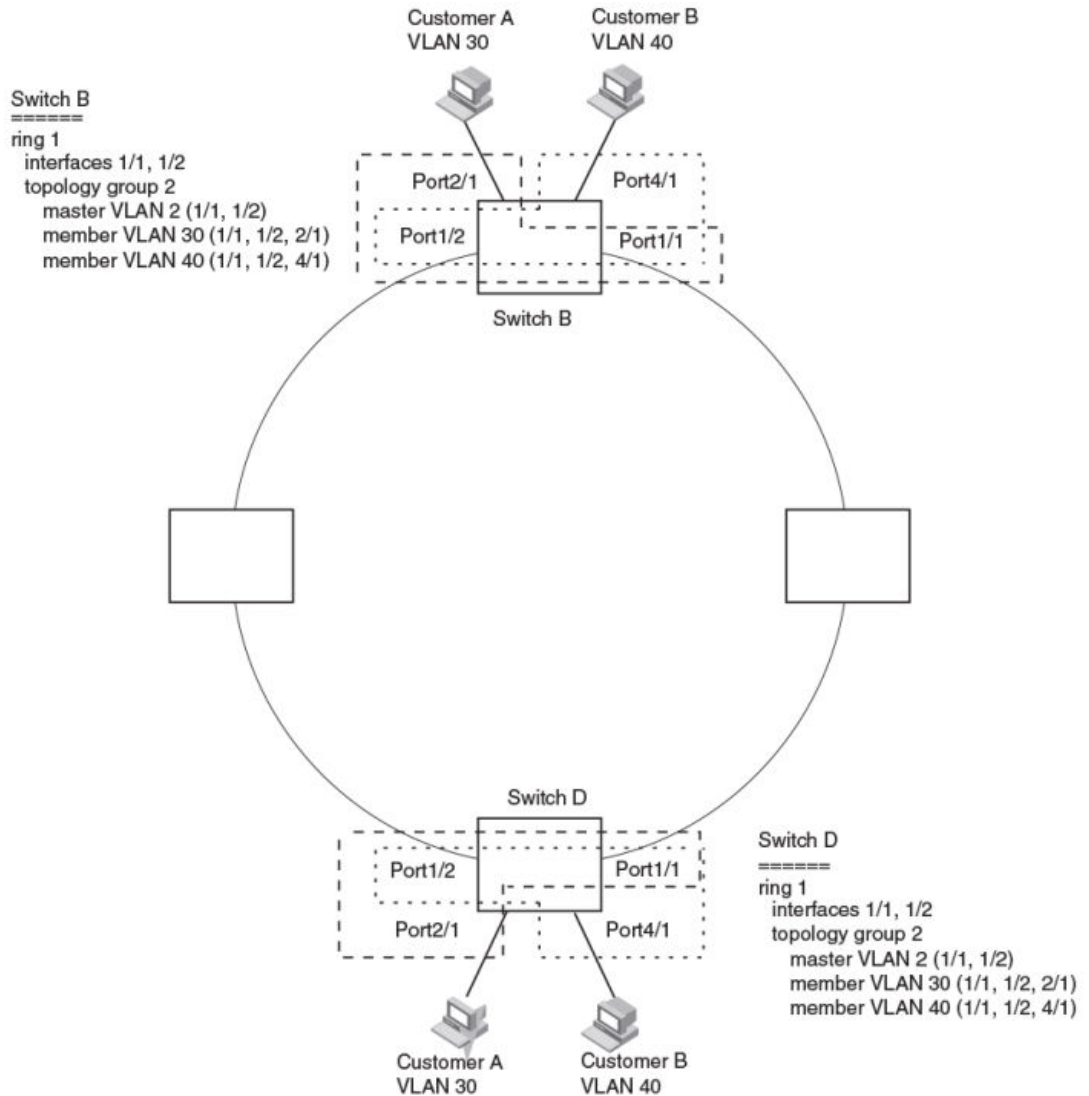 Customer A
VLAN 30
Customer B
VLAN 40
Switch B
======
ring 1
interfaces 1/1, 1/2
topology group 2
master VLAN 2 (1/1, 1/2)
member VLAN 30 (1/1, 1/2, 2/1)
member VLAN 40 (1/1, 1/2, 4/1)
Port2/1
Port4/1
Port1/2
Port1/1
Switch B
Switch D
Port1/2
Port1/1
Port2/1
Port4/1
Switch D
======
ring 1
interfaces 1/1, 1/2
topology group 2
master VLAN 2 (1/1, 1/2)
member VLAN 30 (1/1, 1/2, 2/1)
member VLAN 40 (1/1, 1/2, 4/1)
Customer A
VLAN 30
Customer B
VLAN 40